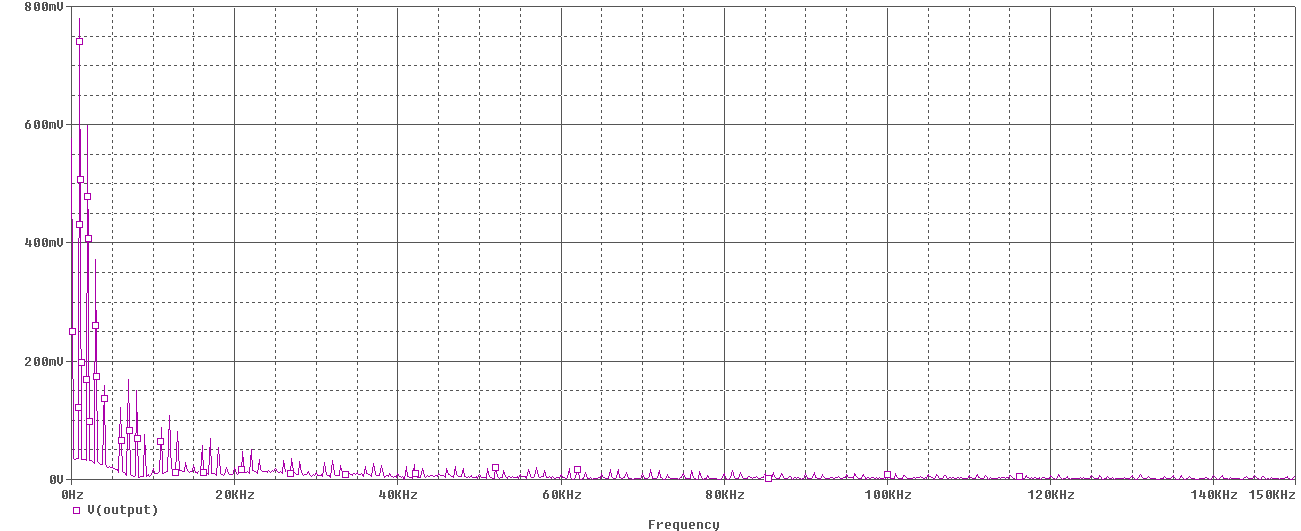 800mV
600mV
400mV
200mV
0V
0Hz 20KHz 40KHz 60KHz 80KHz 100KHz 120KHz 140KHz 150KHz
V(output)
Frequency